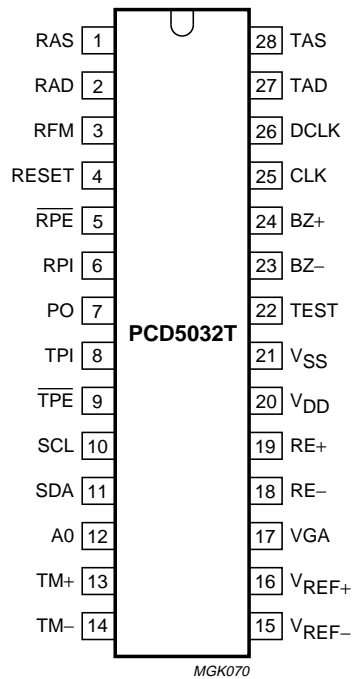 RAS 1 28 TAS
RAD 2 27 TAD
RFM 3 26 DCLK
RESET 4 25 CLK
R̅P̅E̅ 5 24 BZ+
RPI 6 23 BZ−
PO 7 22 TEST
PCD5032T
TPI 8 21 VSS
T̅P̅E̅ 9 20 VDD
SCL 10 19 RE+
SDA 11 18 RE−
A0 12 17 VGA
TM+ 13 16 VREF+
TM− 14 15 VREF−
MGK070